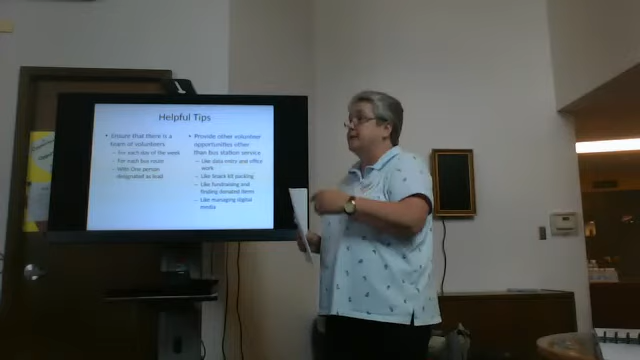 Helpful Tips
• Ensure that there is a
team of volunteers
– For each day of the week
– For each bus route
– With One person
designated as lead
• Provide other volunteer
opportunities other
than bus station service
– Like data entry and office
work
– Like Snack kit packing
– Like fundraising and
finding donated items
– Like managing digital
media